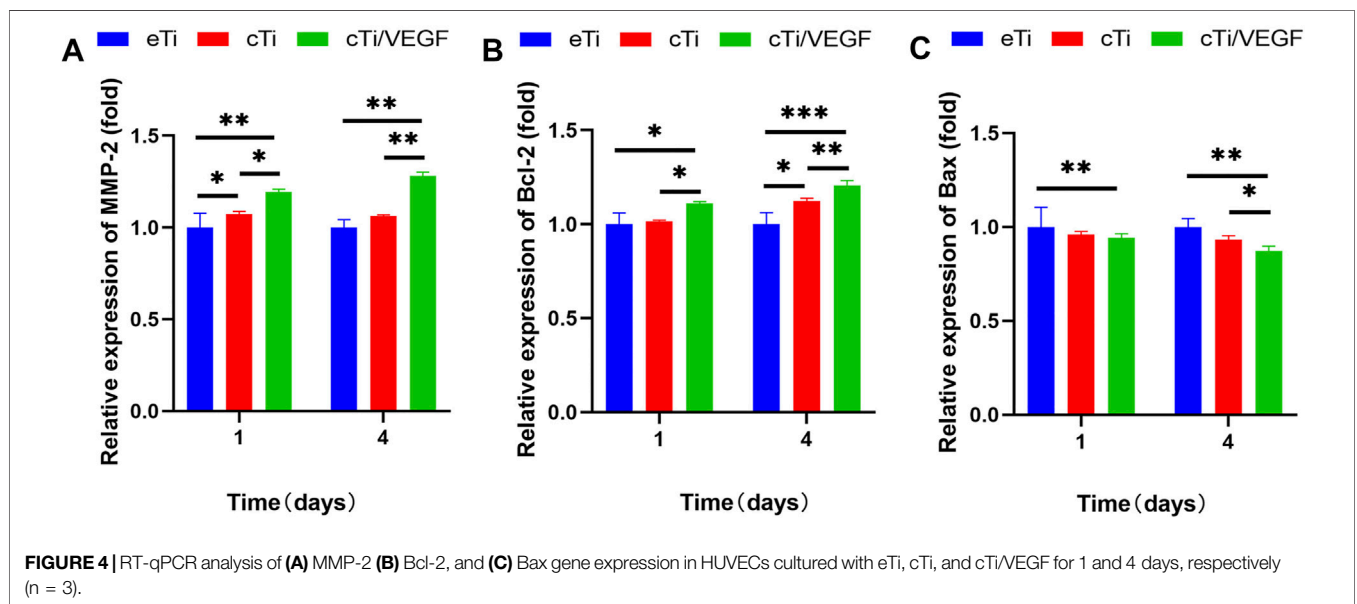 A eTi cTi cTi/VEGF
Relative expression of MMP-2 (fold)
** **
* * **
1.5
1.0
0.5
0.0
1 4
Time(days)
B eTi cTi cTi/VEGF
Relative expression of Bcl-2 (fold)
* ***
* * **
1.5
1.0
0.5
0.0
1 4
Time(days)
C eTi cTi cTi/VEGF
Relative expression of Bax (fold)
** **
*
1.5
1.0
0.5
0.0
1 4
Time(days)
FIGURE 4 | RT-qPCR analysis of (A) MMP-2 (B) Bcl-2, and (C) Bax gene expression in HUVECs cultured with eTi, cTi, and cTi/VEGF for 1 and 4 days, respectively
(n = 3).